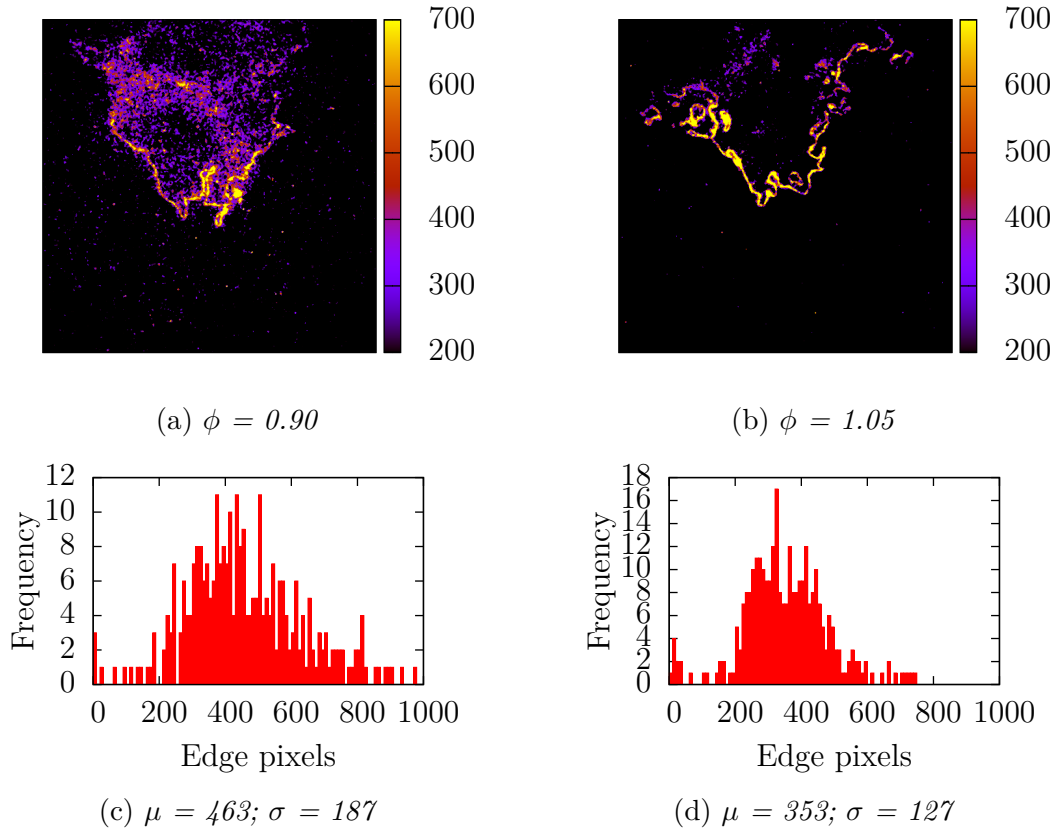 700
600
500
400
300
200
700
600
500
400
300
200
(a) ϕ = 0.90
(b) ϕ = 1.05
12
10
8
6
4
2
0
Frequency
0 200 400 600 800 1000
Edge pixels
18
16
14
12
10
8
6
4
2
0
Frequency
0 200 400 600 800 1000
Edge pixels
(c) μ = 463; σ = 187
(d) μ = 353; σ = 127